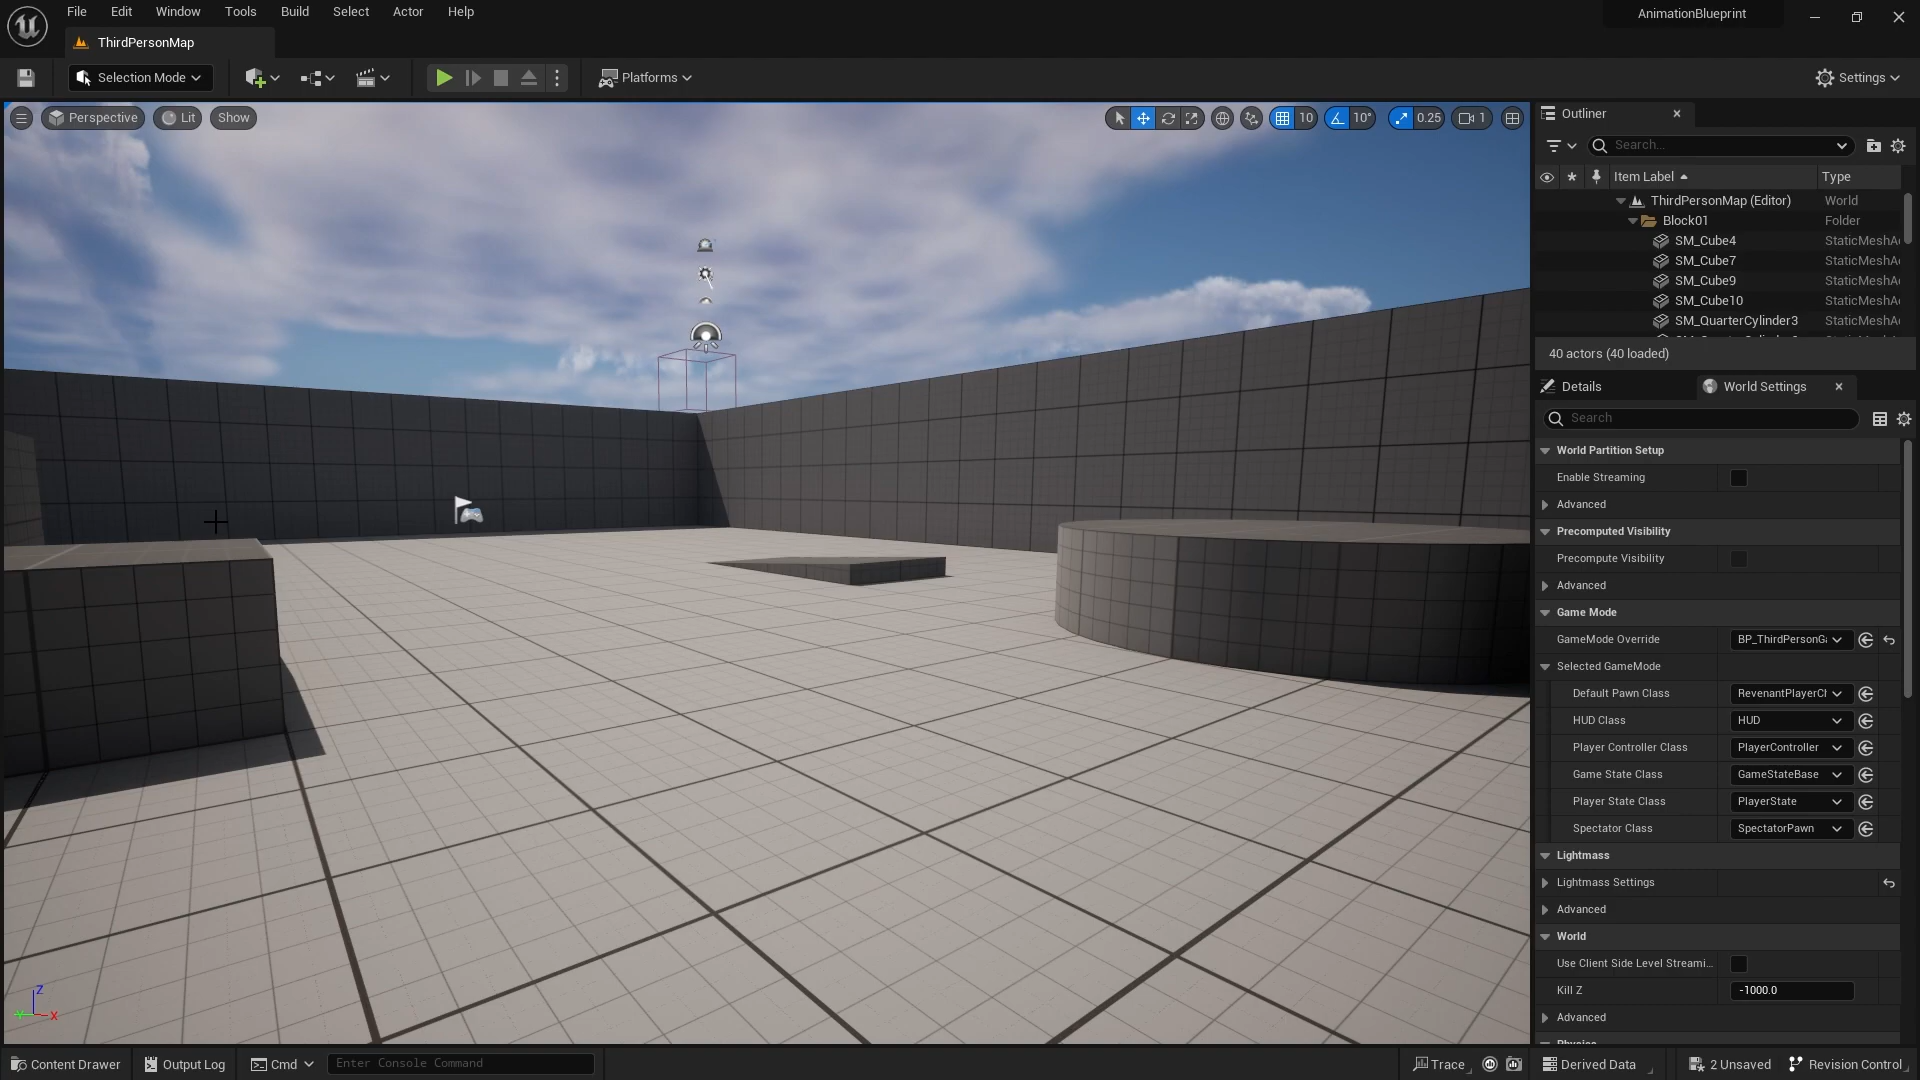 File Edit Window Tools Build Select Actor Help
AnimationBlueprint
ThirdPersonMap
Selection Mode
Platforms
Settings
Perspective Lit Show
10 10° 0.25 1
Outliner
Search...
Item Label Type
ThirdPersonMap (Editor) World
Block01 Folder
SM_Cube4 StaticMeshA
SM_Cube7 StaticMeshA
SM_Cube9 StaticMeshA
SM_Cube10 StaticMeshA
SM_QuarterCylinder3 StaticMeshA
40 actors (40 loaded)
Details World Settings
Search
World Partition Setup
Enable Streaming
Advanced
Precomputed Visibility
Precompute Visibility
Advanced
Game Mode
GameMode Override BP_ThirdPersonG
Selected GameMode
Default Pawn Class RevenantPlayerC
HUD Class HUD
Player Controller Class PlayerController
Game State Class GameStateBase
Player State Class PlayerState
Spectator Class SpectatorPawn
Lightmass
Lightmass Settings
Advanced
World
Use Client Side Level Streami...
Kill Z -1000.0
Advanced
Z
Y X
Content Drawer Output Log Cmd Enter Console Command Trace Derived Data 2 Unsaved Revision Control